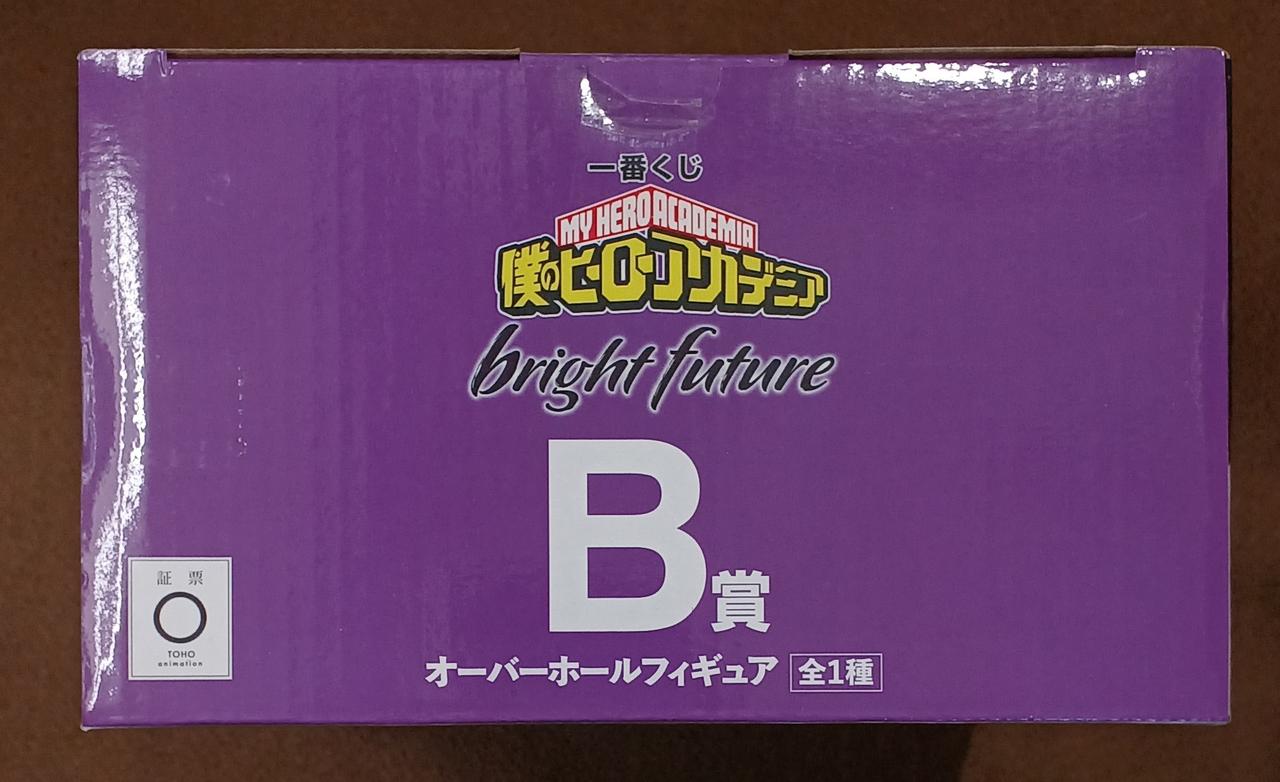 一番くじ
MY HERO ACADEMIA
僕のヒーローアカデミア
bright future
B賞
オーバーホールフィギュア 全1種
証票
TOHO
animation